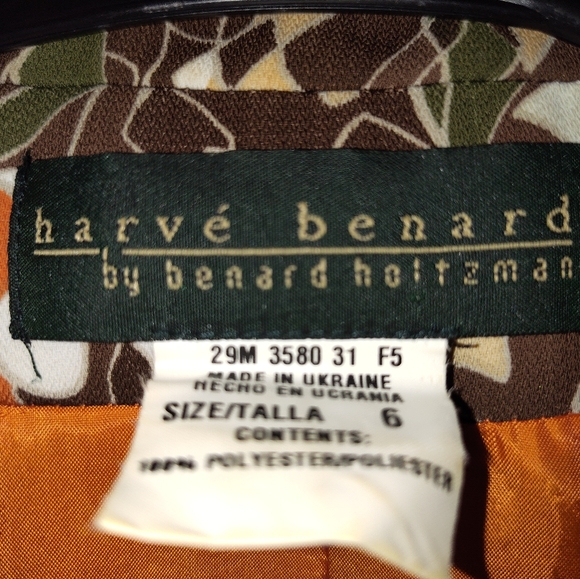 harvé benard
by benard holtzman
29M 3580 31 F5
MADE IN UKRAINE
HECHO EN UCRANIA
SIZE/TALLA 6
CONTENTS:
100% POLYESTER/POLIESTER